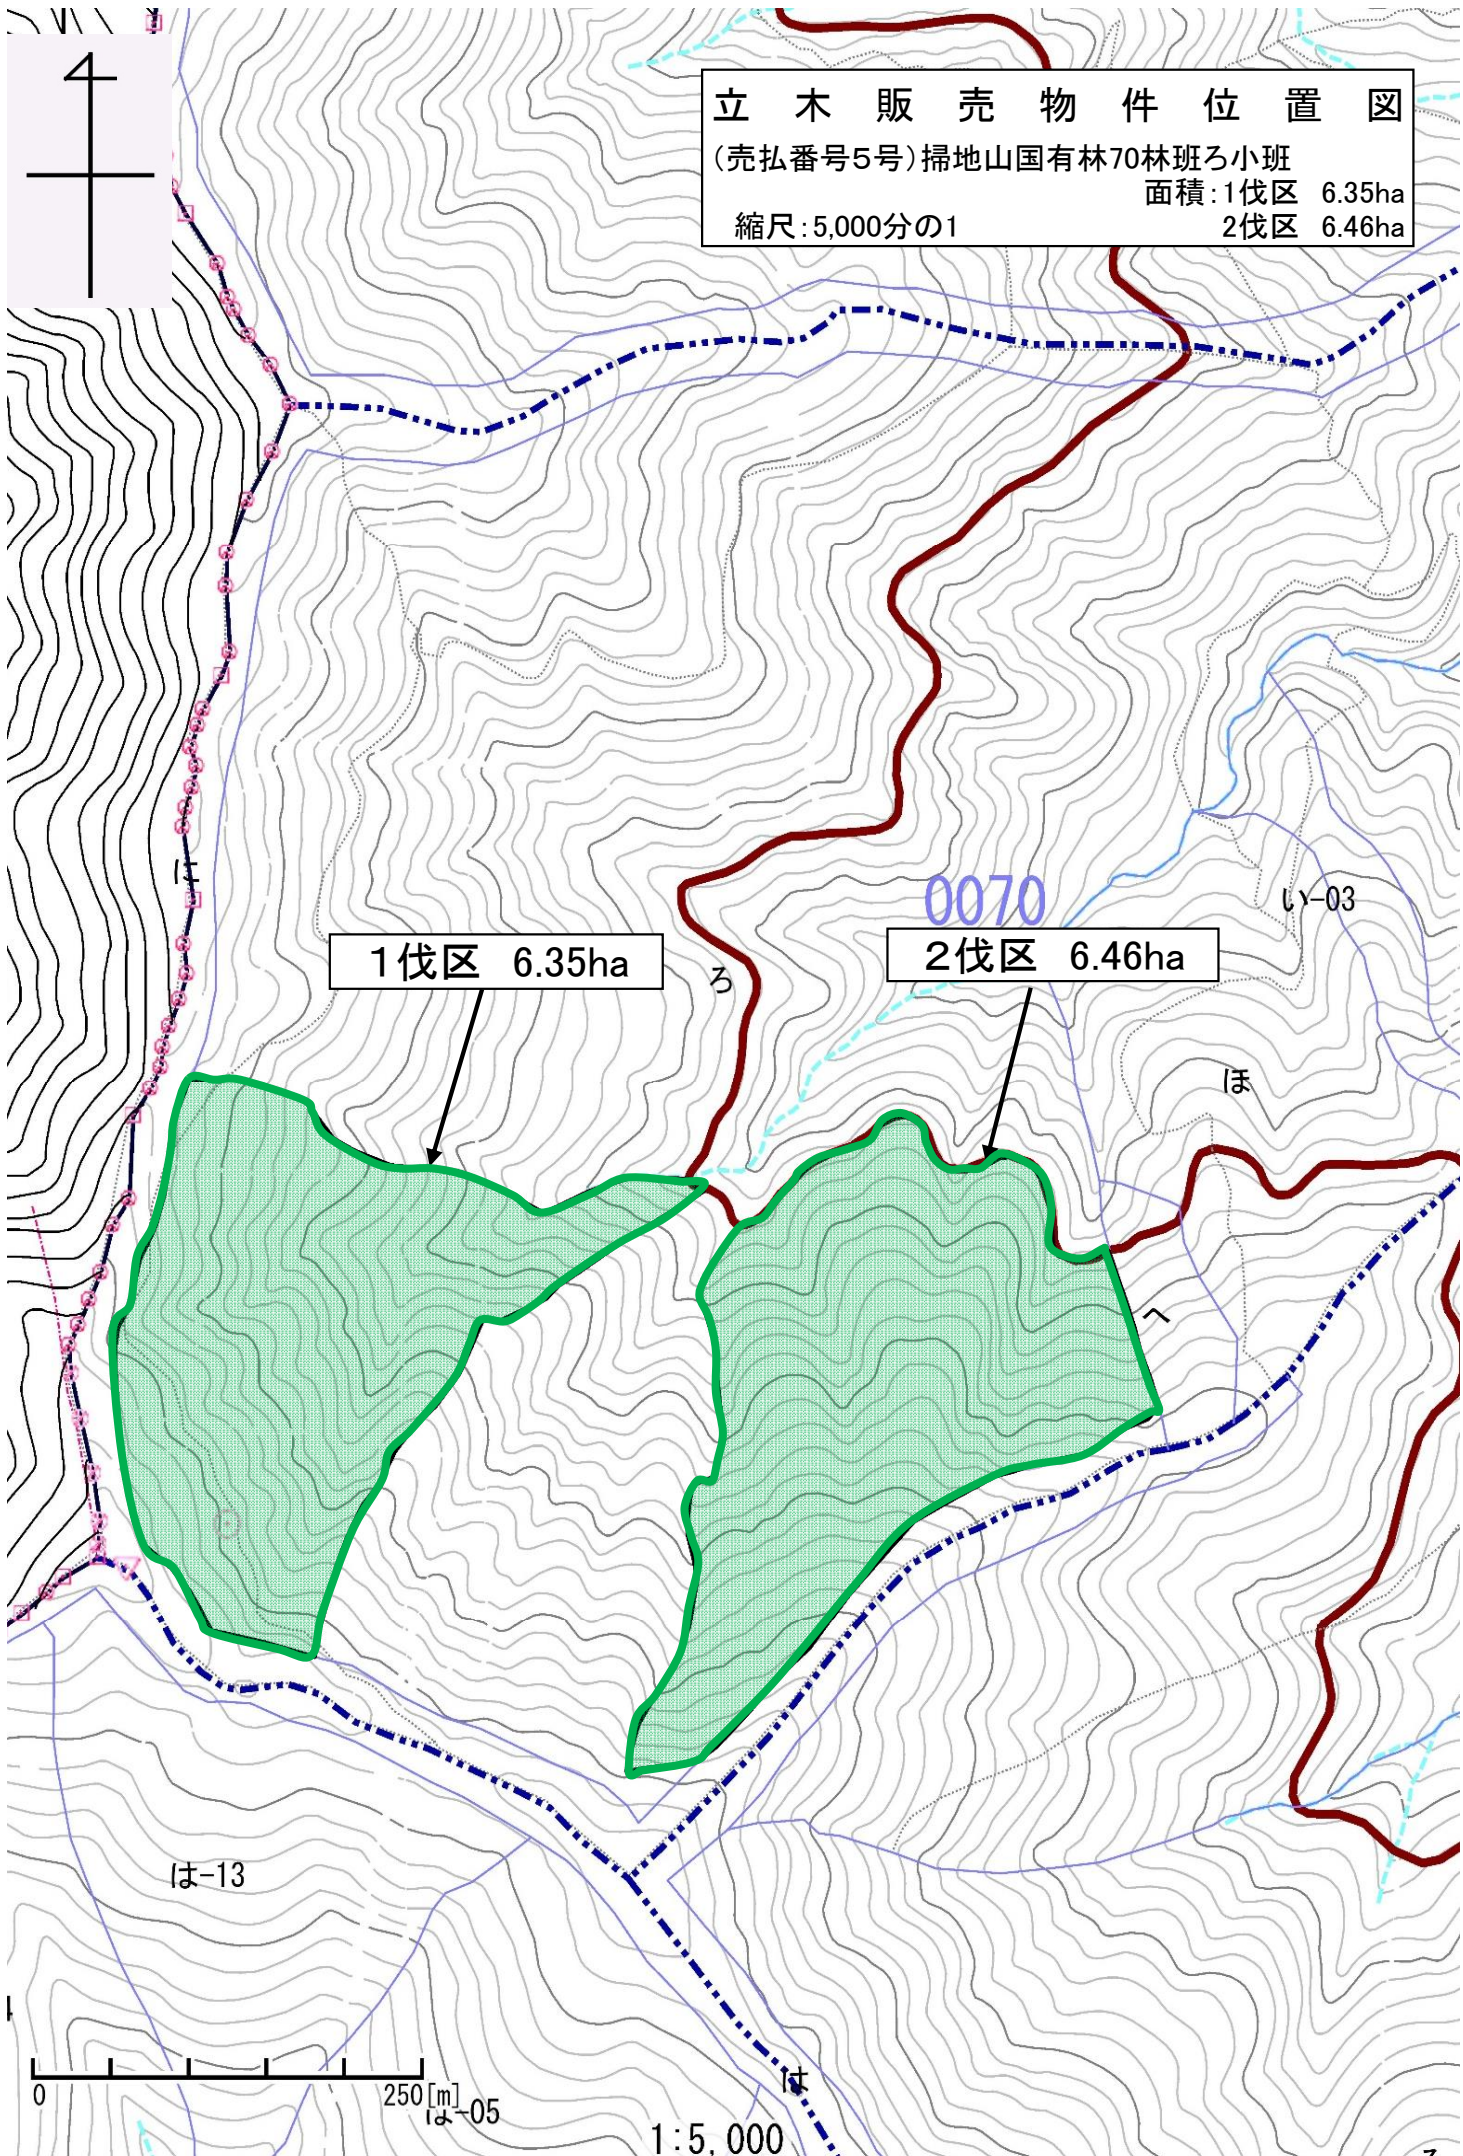 立木販売物件位置図
(売払番号5号)掃地山国有林70林班ろ小班
面積:1伐区 6.35ha
縮尺:5,000分の1 2伐区 6.46ha
に
0070
い-03
1伐区 6.35ha
ろ
2伐区 6.46ha
ほ
へ
は-13
は
0 250[m]
は-05
1:5,000